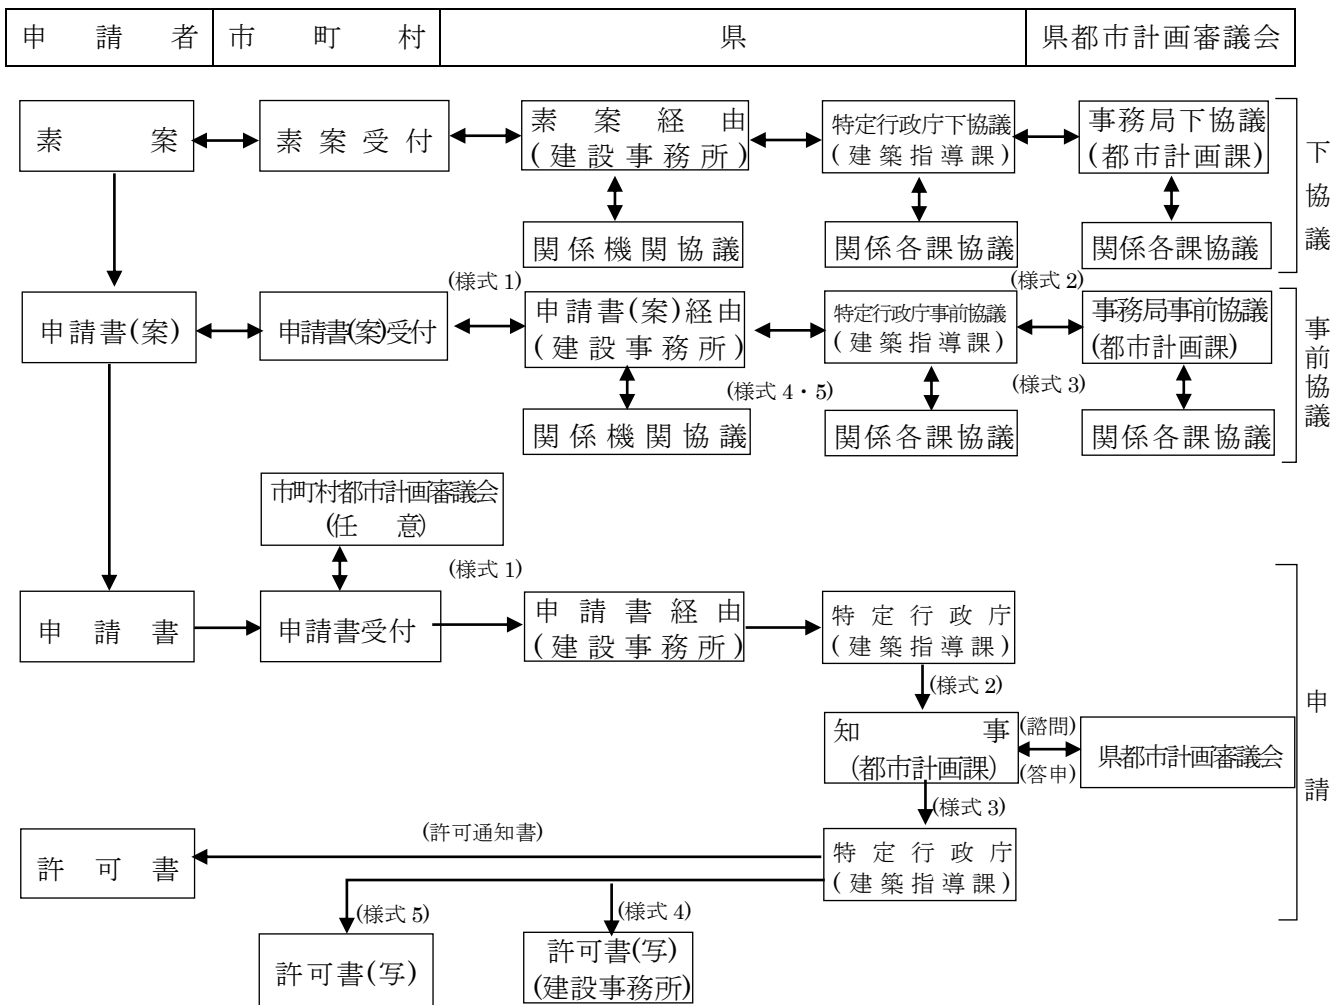 申請者 市町村 県 県都市計画審議会
素案
素案受付
素案経由
(建設事務所)
特定行政庁下協議
(建築指導課)
事務局下協議
(都市計画課)
下協議
関係機関協議
関係各課協議
関係各課協議
(様式 1)
(様式 2)
申請書(案)
申請書(案)受付
申請書(案)経由
(建設事務所)
特定行政庁事前協議
(建築指導課)
事務局事前協議
(都市計画課)
事前協議
(様式 4・5)
(様式 3)
関係機関協議
関係各課協議
関係各課協議
市町村都市計画審議会
(任意)
(様式 1)
申請書
申請書受付
申請書経由
(建設事務所)
特定行政庁
(建築指導課)
申請
(様式 2)
知事
(都市計画課)
(諮問)
(答申)
県都市計画審議会
(様式 3)
(許可通知書)
許可書
特定行政庁
(建築指導課)
(様式 5)
(様式 4)
許可書(写)
許可書(写)
(建設事務所)